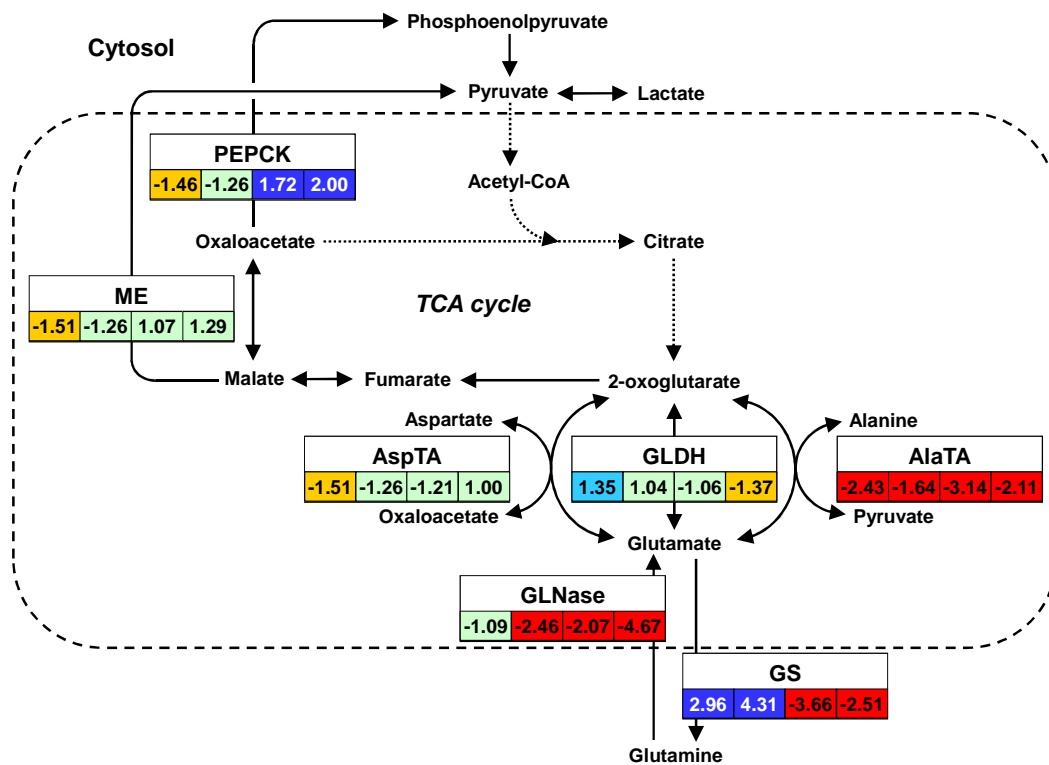 Phosphoenolpyruvate
Cytosol
Pyruvate
Lactate
PEPCK
-1.46 -1.26 1.72 2.00
Acetyl-CoA
Oxaloacetate
Citrate
ME
-1.51 -1.26 1.07 1.29
TCA cycle
Malate
Fumarate
2-oxoglutarate
Aspartate
Alanine
AspTA
-1.51 -1.26 -1.21 1.00
GLDH
1.35 1.04 -1.06 -1.37
AlaTA
-2.43 -1.64 -3.14 -2.11
Oxaloacetate
Pyruvate
Glutamate
GLNase
-1.09 -2.46 -2.07 -4.67
GS
2.96 4.31 -3.66 -2.51
Glutamine